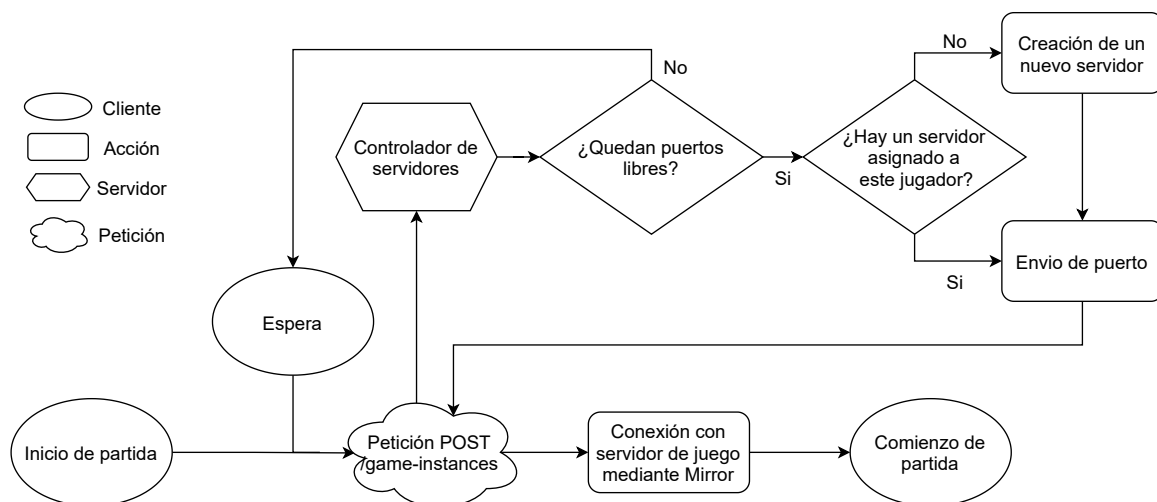 Cliente
Acción
Servidor
Petición
No
No
Creación de un
nuevo servidor
Controlador de
servidores
¿Quedan puertos
libres?
Si
¿Hay un servidor
asignado a
este jugador?
Si
Envio de puerto
Espera
Inicio de partida
Petición POST
/game-instances
Conexión con
servidor de juego
mediante Mirror
Comienzo de
partida